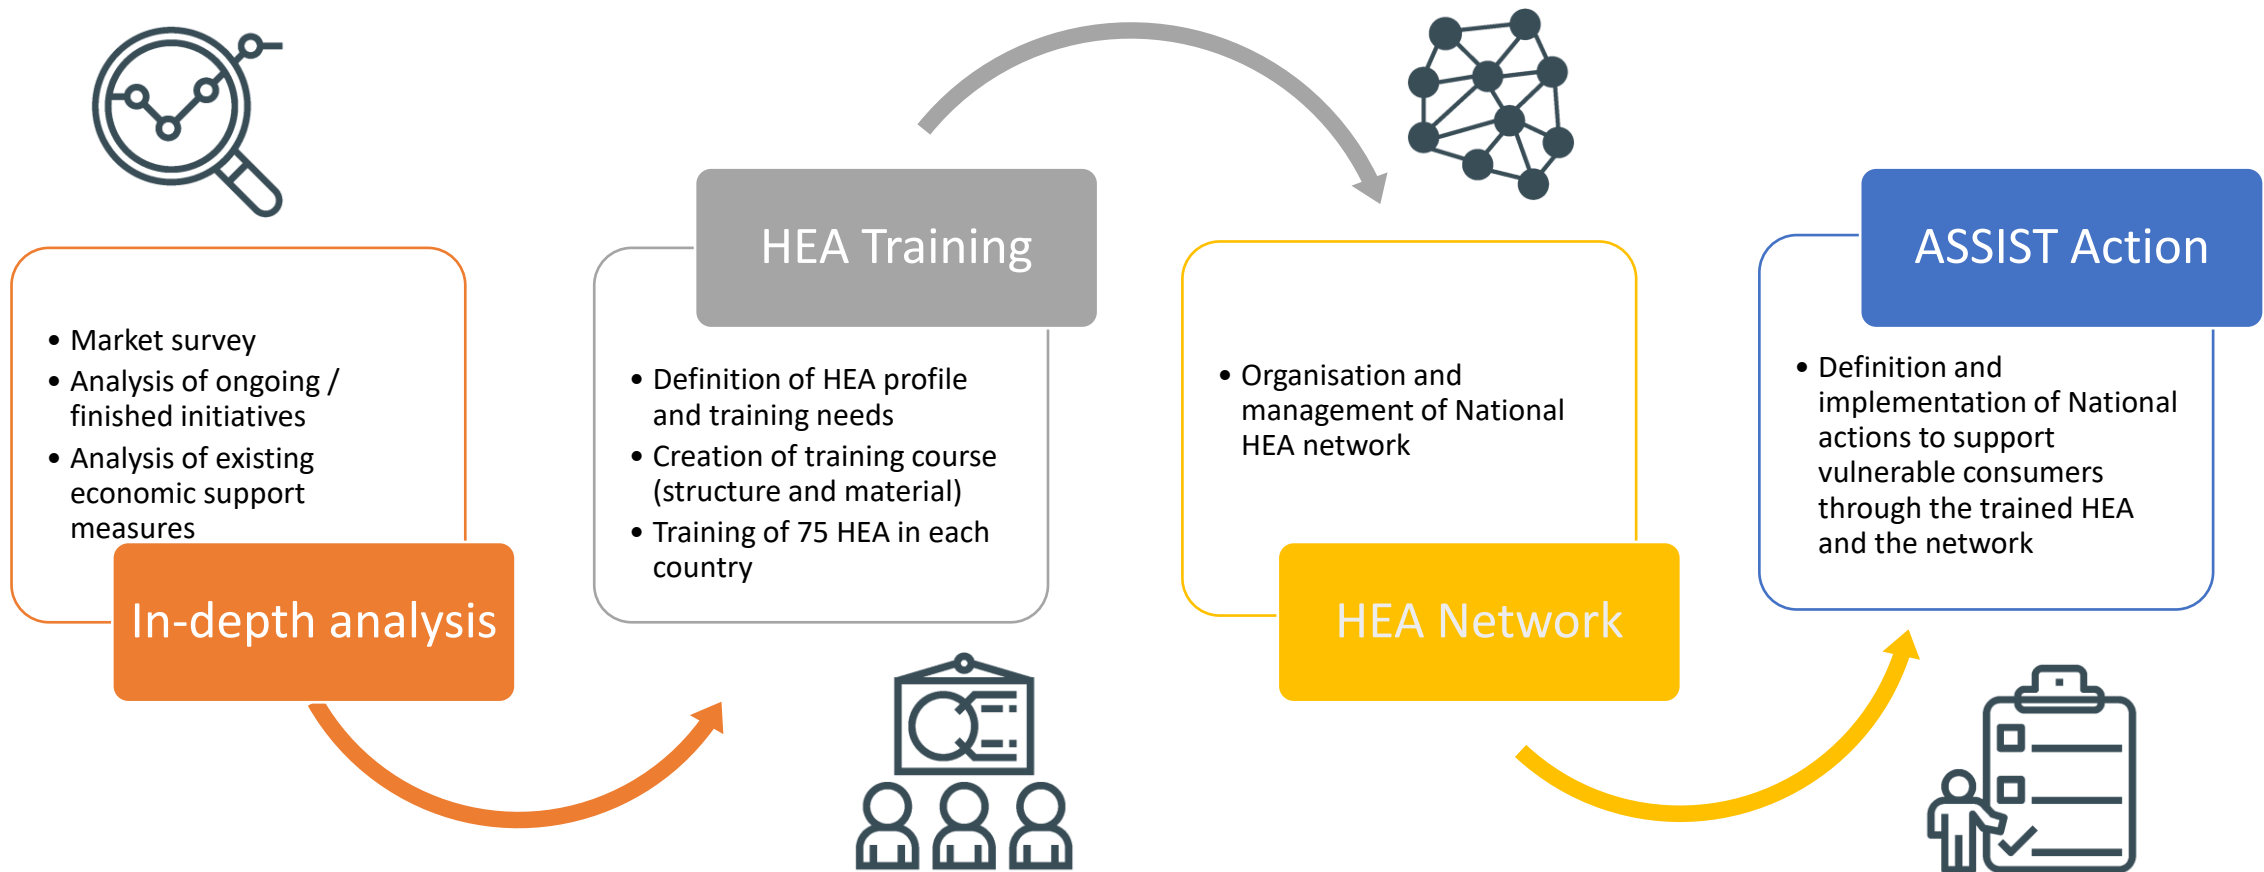 • Market survey
• Analysis of ongoing /
finished initiatives
• Analysis of existing
economic support
measures
In-depth analysis
HEA Training
• Definition of HEA profile
and training needs
• Creation of training course
(structure and material)
• Training of 75 HEA in each
country
• Organisation and
management of National
HEA network
HEA Network
ASSIST Action
• Definition and
implementation of National
actions to support
vulnerable consumers
through the trained HEA
and the network